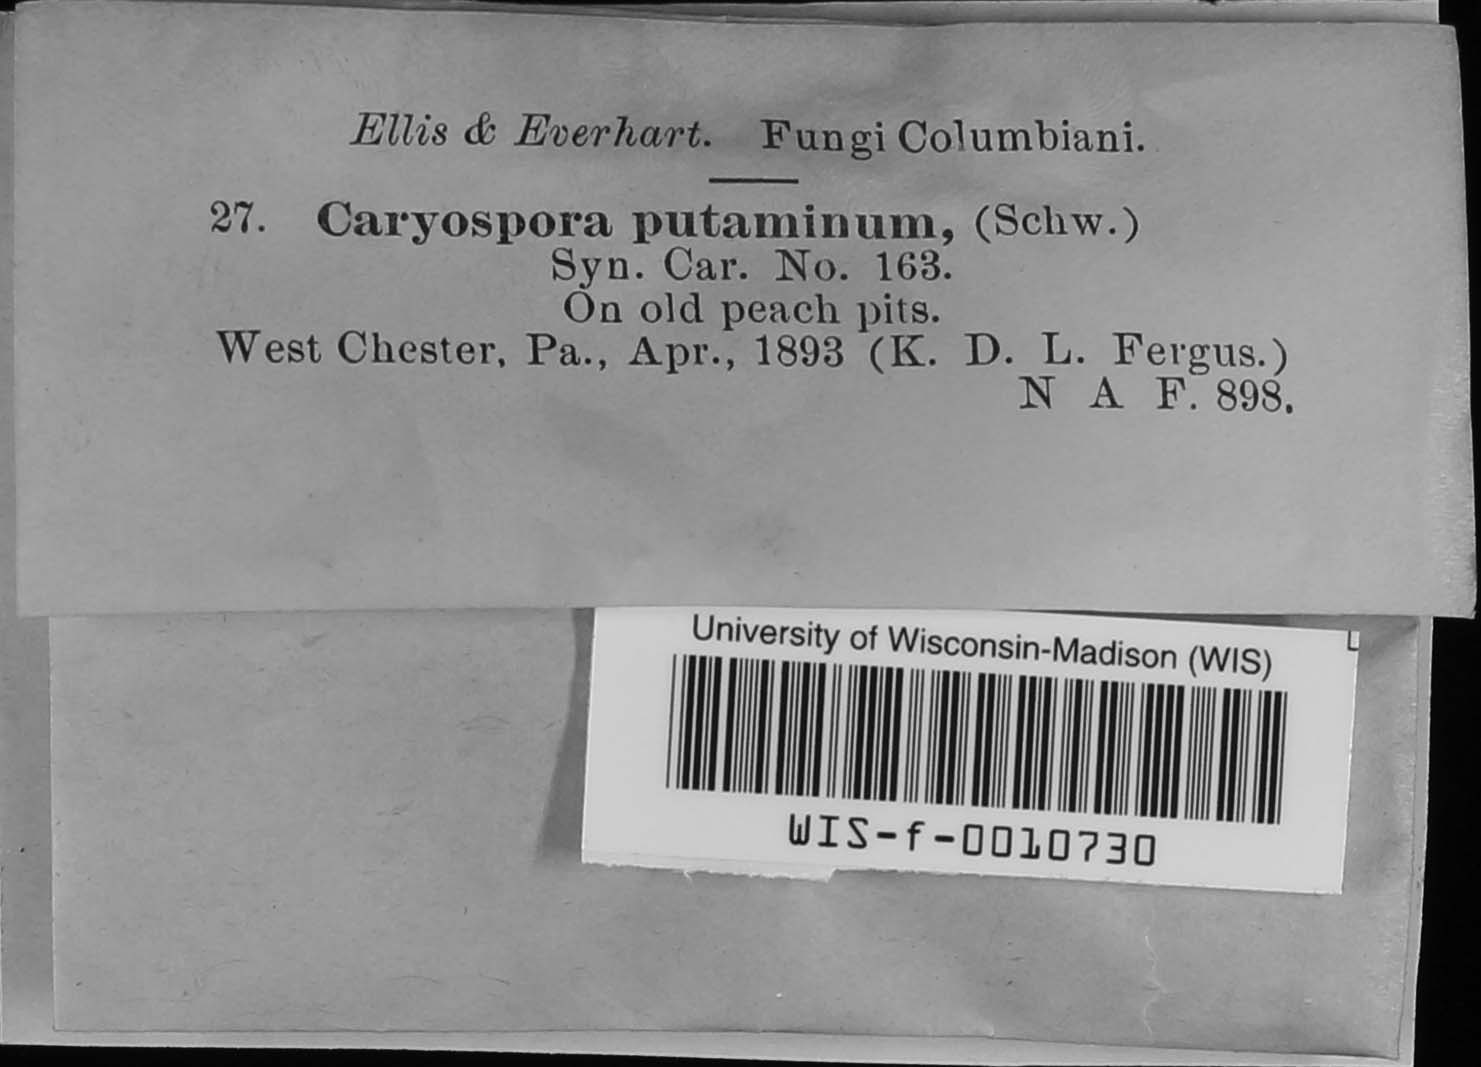 Ellis & Everhart. Fungi Columbiani.
27. Caryospora putaminum, (Schw.)
Syn. Car. No. 163.
On old peach pits.
West Chester, Pa., Apr., 1893 (K. D. L. Fergus.)
N A F. 898.
University of Wisconsin-Madison (WIS)
WIS-f-0010730